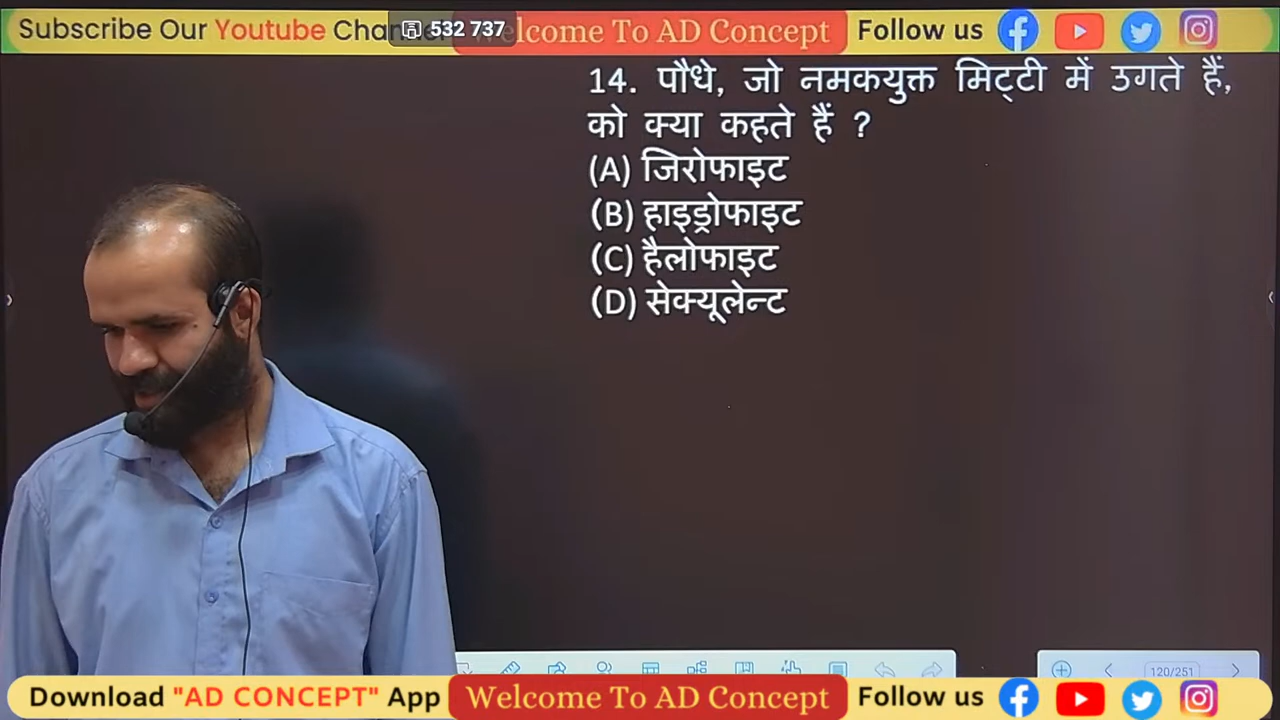 Subscribe Our Youtube Cha
532 737
lcome To AD Concept
Follow us
14. पौधे, जो नमकयुक्त मिट्टी में उगते हैं,
को क्या कहते हैं ?
(A) जिरोफाइट
(B) हाइड्रोफाइट
(C) हैलोफाइट
(D) सेक्यूलेन्ट
120/251
Download "AD CONCEPT" App
Welcome To AD Concept
Follow us